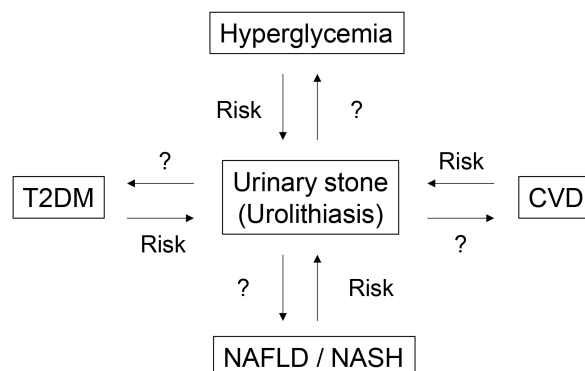 Hyperglycemia
Risk
?
?
Risk
T2DM
Urinary stone
(Urolithiasis)
CVD
Risk
?
?
Risk
NAFLD / NASH